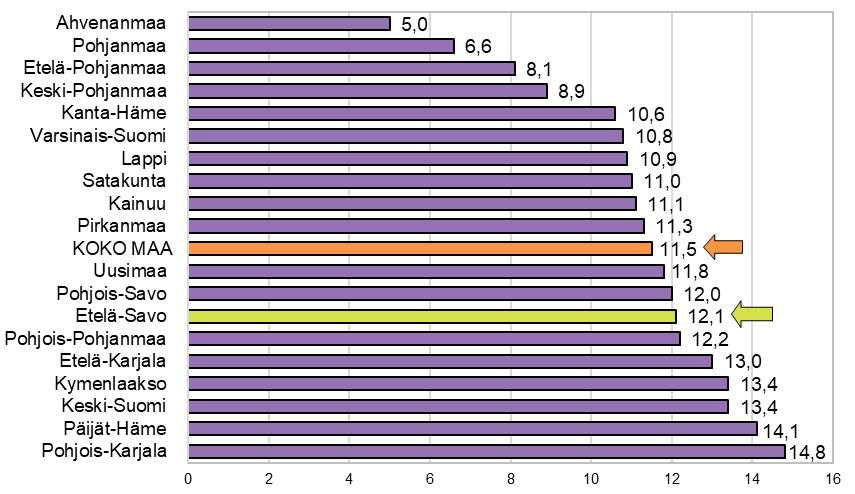 Ahvenanmaa 5,0
Pohjanmaa 6,6
Etelä-Pohjanmaa 8,1
Keski-Pohjanmaa 8,9
Kanta-Häme 10,6
Varsinais-Suomi 10,8
Lappi 10,9
Satakunta 11,0
Kainuu 11,1
Pirkanmaa 11,3
KOKO MAA 11,5
Uusimaa 11,8
Pohjois-Savo 12,0
Etelä-Savo 12,1
Pohjois-Pohjanmaa 12,2
Etelä-Karjala 13,0
Kymenlaakso 13,4
Keski-Suomi 13,4
Päijät-Häme 14,1
Pohjois-Karjala 14,8
0 2 4 6 8 10 12 14 16